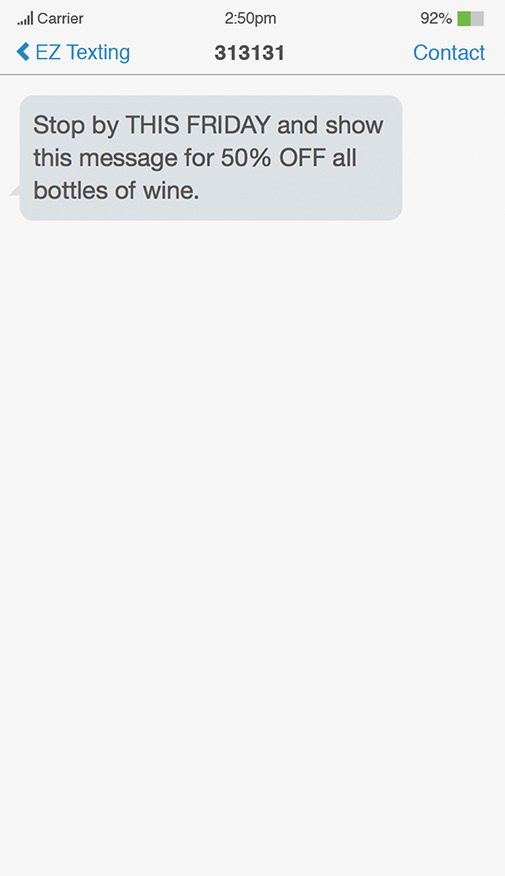 Carrier 2:50pm 92%
EZ Texting 313131 Contact
Stop by THIS FRIDAY and show
this message for 50% OFF all
bottles of wine.